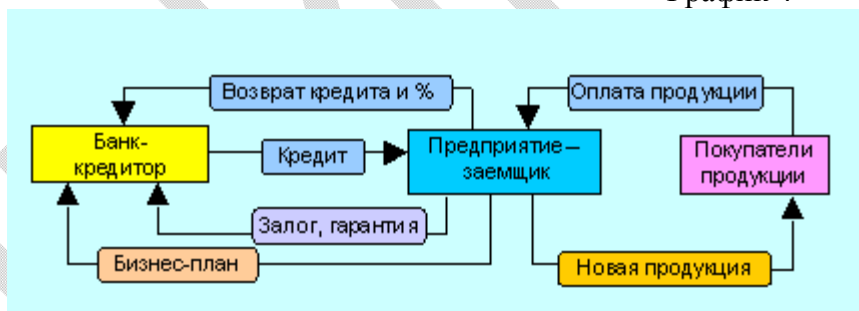 График
Возврат кредита и %
Оплата продукции
Банк-
кредитор
Кредит
Предприятие –
заемщик
Покупатели
продукции
Залог, гарантия
Бизнес-план
Новая продукция